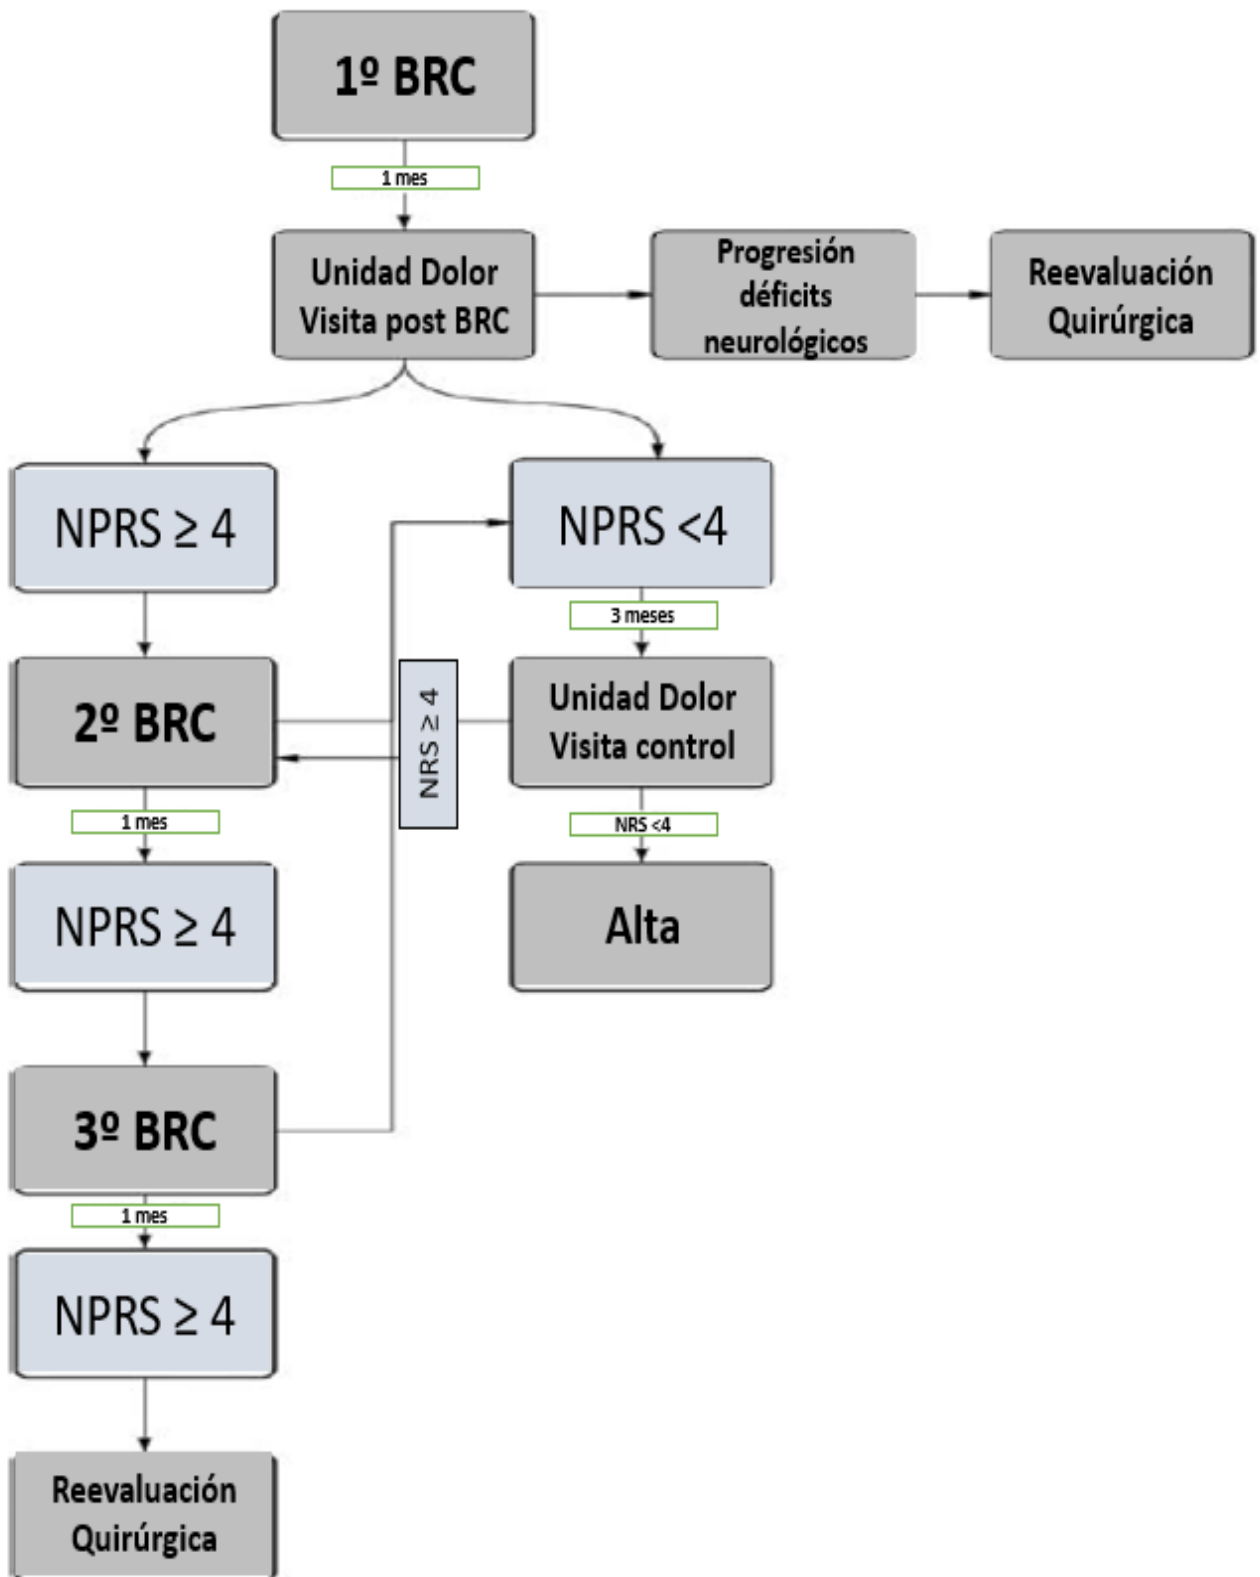 1º BRC
1 mes
Unidad Dolor
Visita post BRC
Progresión
déficits
neurológicos
Reevaluación
Quirúrgica
NPRS ≥ 4
NPRS <4
3 meses
2º BRC
NRS ≥ 4
Unidad Dolor
Visita control
1 mes
NRS <4
NPRS ≥ 4
Alta
3º BRC
1 mes
NPRS ≥ 4
Reevaluación
Quirúrgica